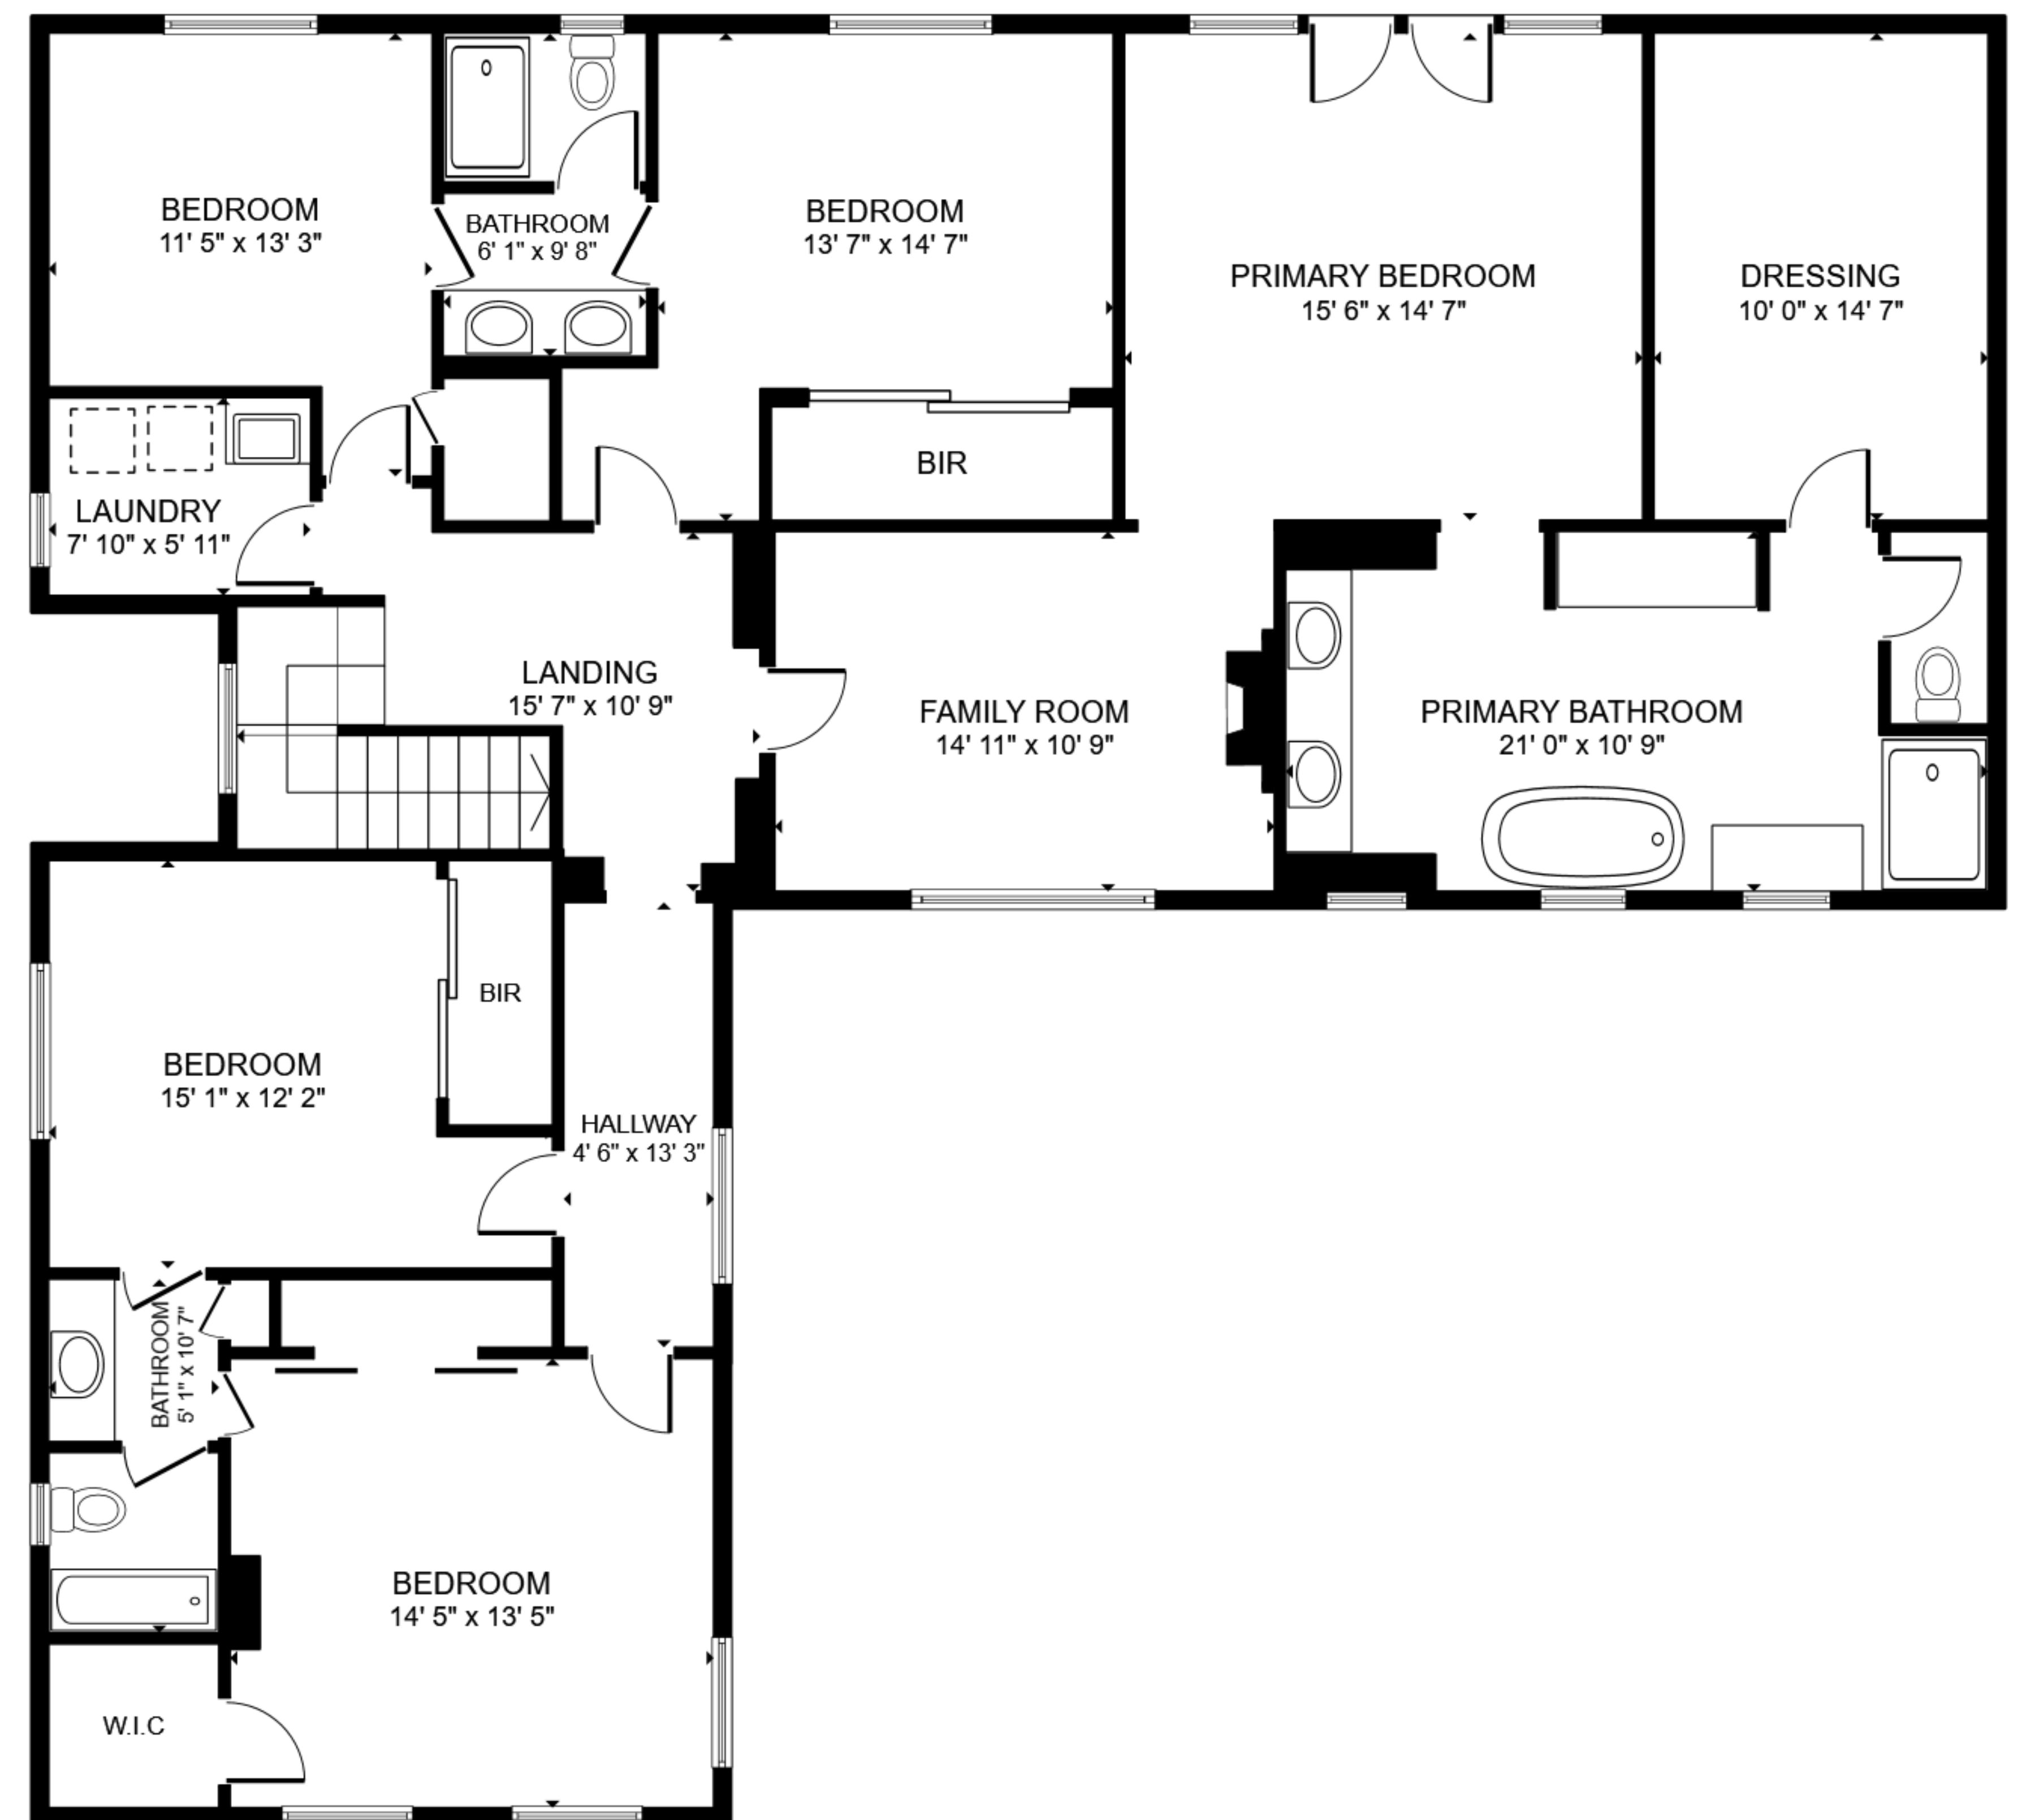 BEDROOM
11' 5" x 13' 3"
BATHROOM
6' 1" x 9' 8"
BEDROOM
13' 7" x 14' 7"
PRIMARY BEDROOM
15' 6" x 14' 7"
DRESSING
10' 0" x 14' 7"
BIR
LAUNDRY
7' 10" x 5' 11"
LANDING
15' 7" x 10' 9"
FAMILY ROOM
14' 11" x 10' 9"
PRIMARY BATHROOM
21' 0" x 10' 9"
BIR
BEDROOM
15' 1" x 12' 2"
HALLWAY
4' 6" x 13' 3"
BATHROOM
5' 1" x 10' 7"
BEDROOM
14' 5" x 13' 5"
W.I.C